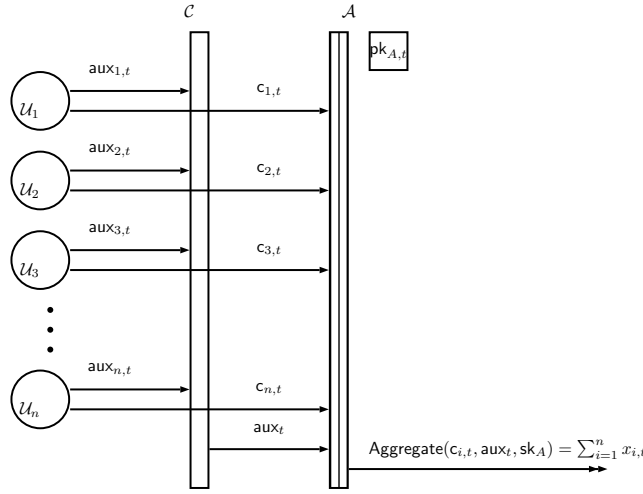 𝒞 𝒜
pk_{A,t}
aux_{1,t}
c_{1,t}
𝒰_1
aux_{2,t}
c_{2,t}
𝒰_2
aux_{3,t}
c_{3,t}
𝒰_3
aux_{n,t}
c_{n,t}
𝒰_n
aux_t
Aggregate(c_{i,t}, aux_t, sk_A) = ∑_{i=1}^{n} x_{i,t}